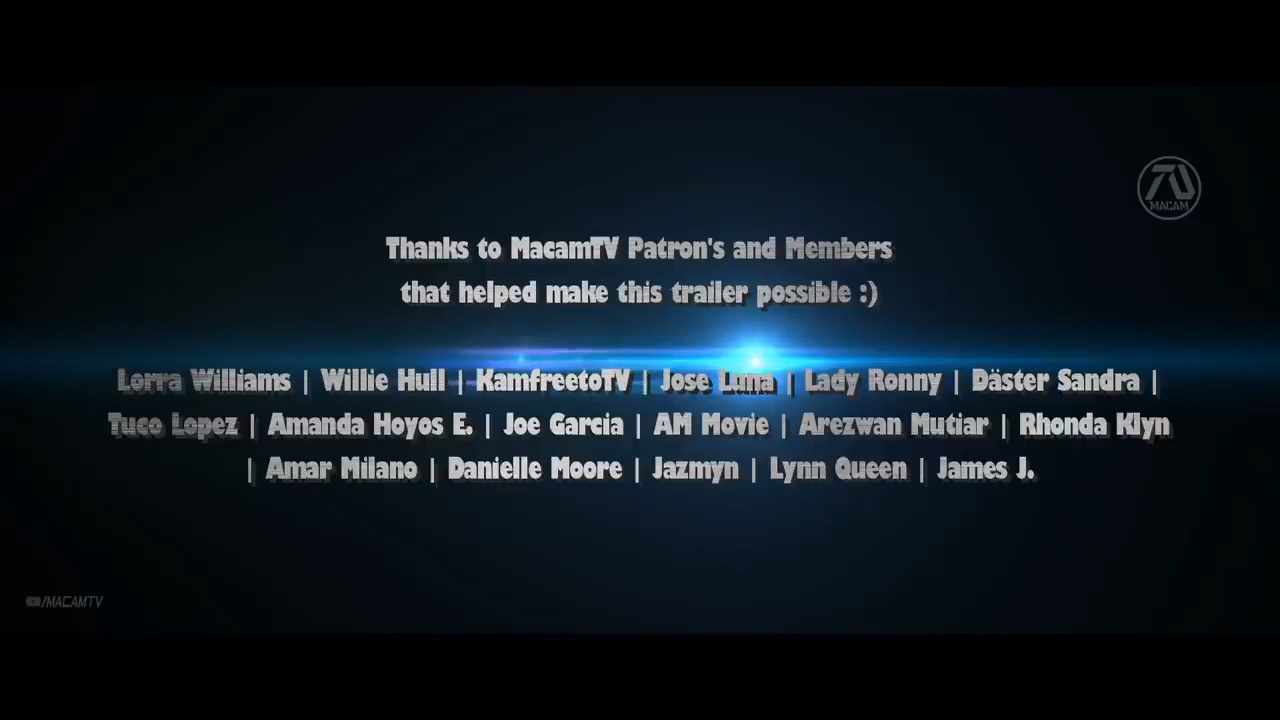 MACAM
Thanks to MacamTV Patron's and Members
that helped make this trailer possible :)
Lorra Williams | Willie Hull | KamfreetoTV | Jose Luna | Lady Ronny | Däster Sandra |
Tuco Lopez | Amanda Hoyos E. | Joe Garcia | AM Movie | Arezwan Mutiar | Rhonda Klyn
| Amar Milano | Danielle Moore | Jazmyn | Lynn Queen | James J.
/MACAMTV